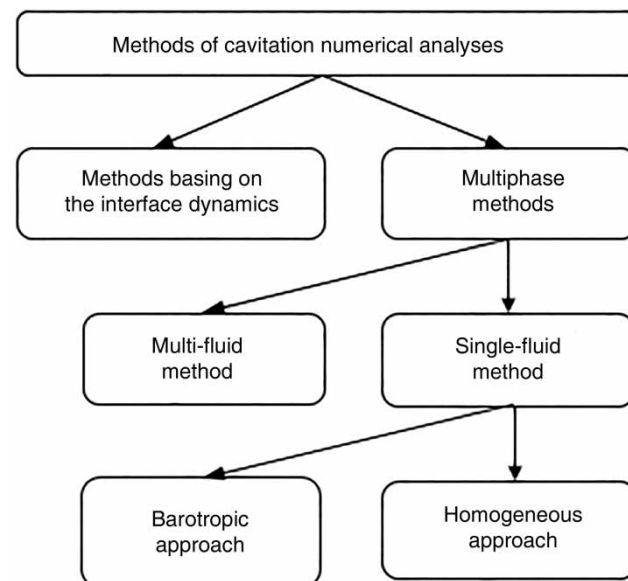 Methods of cavitation numerical analyses
Methods basing on
the interface dynamics
Multiphase
methods
Multi-fluid
method
Single-fluid
method
Barotropic
approach
Homogeneous
approach